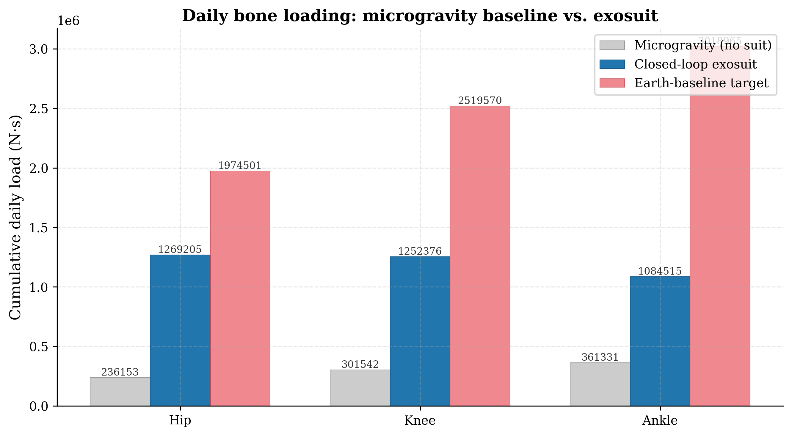 Daily bone loading: microgravity baseline vs. exosuit
1e6
Cumulative daily load (N·s)
3.0
2.5
2.0
1.5
1.0
0.5
0.0
Microgravity (no suit)
Closed-loop exosuit
Earth-baseline target
236153
1269205
1974501
301542
1252376
2519570
361331
1084515
Hip
Knee
Ankle